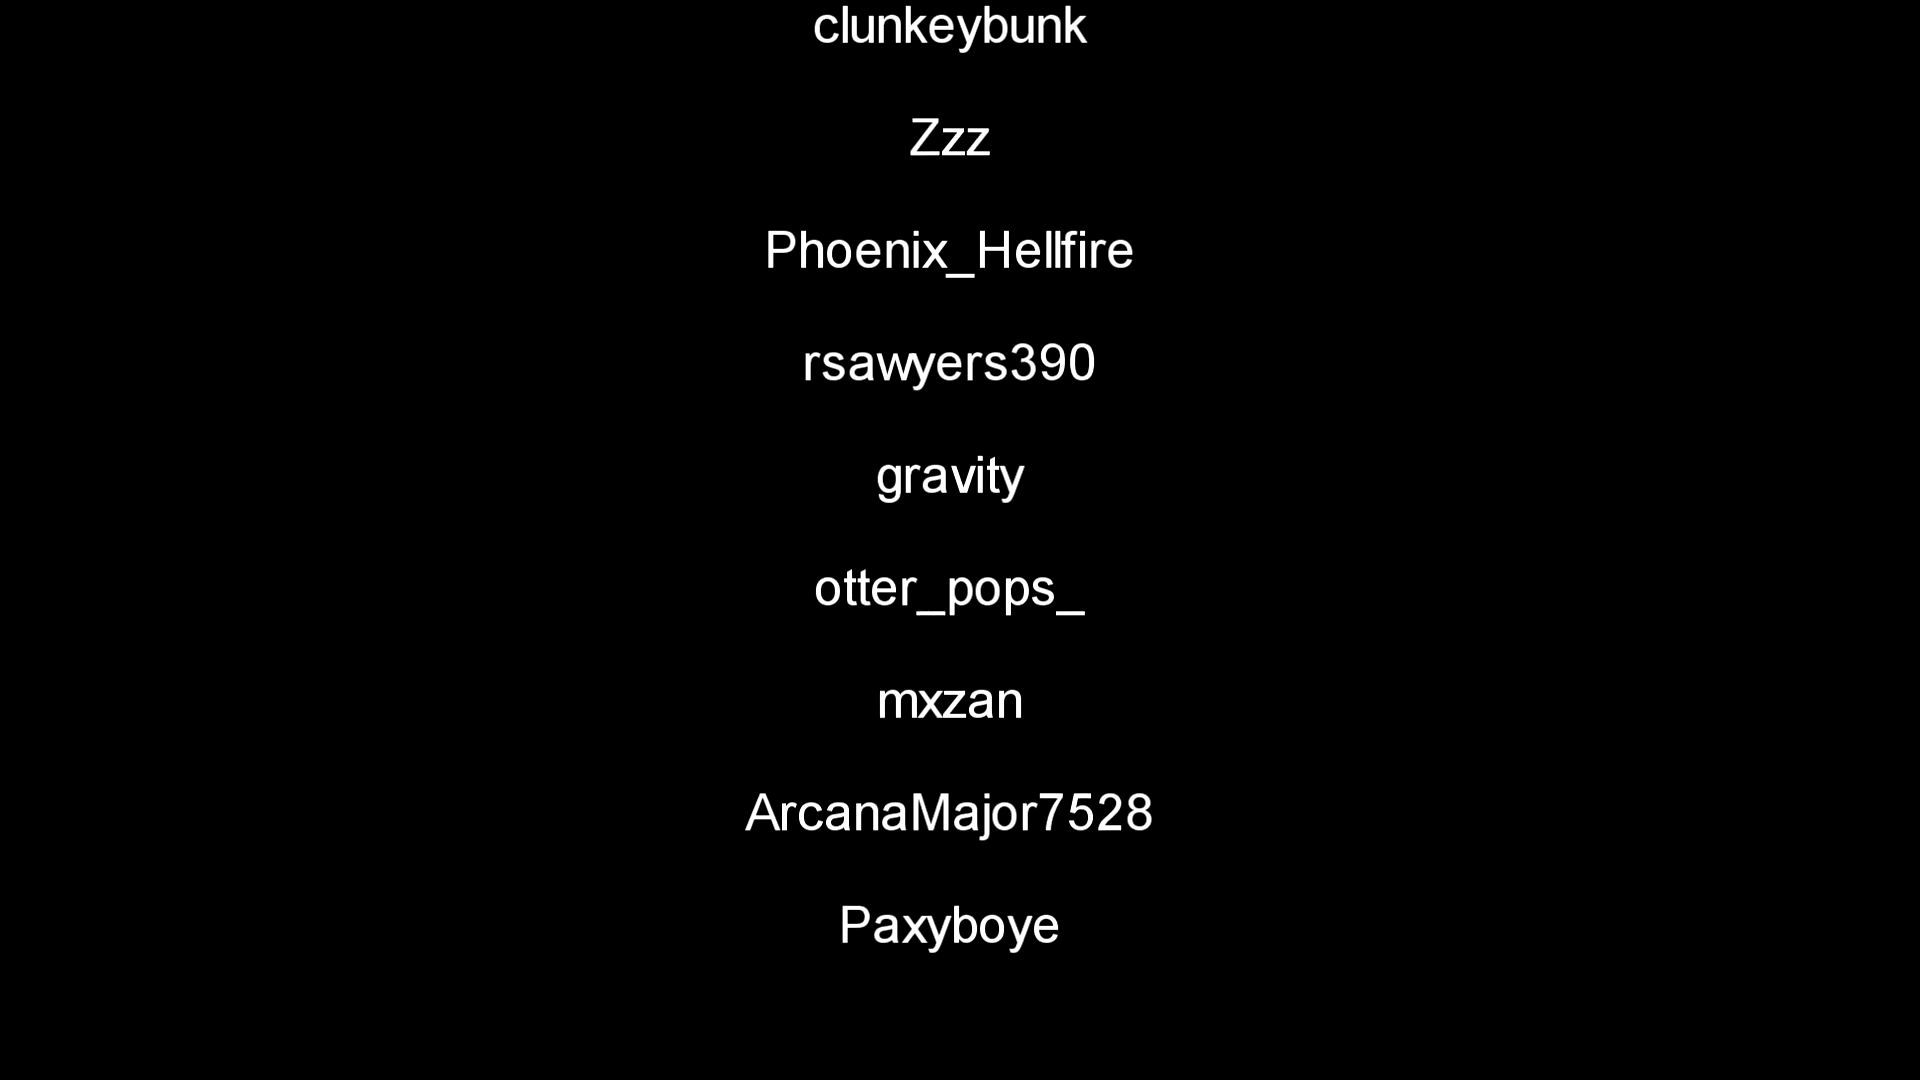 clunkeybunk
Zzz
Phoenix_Hellfire
rsawyers390
gravity
otter_pops_
mxzan
ArcanaMajor7528
Paxyboye